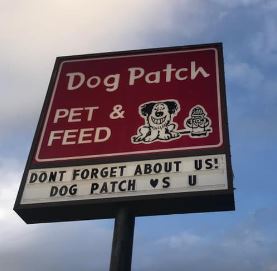 Dog Patch
PET &
FEED
DONT FORGET ABOUT US!
DOG PATCH ♥S U